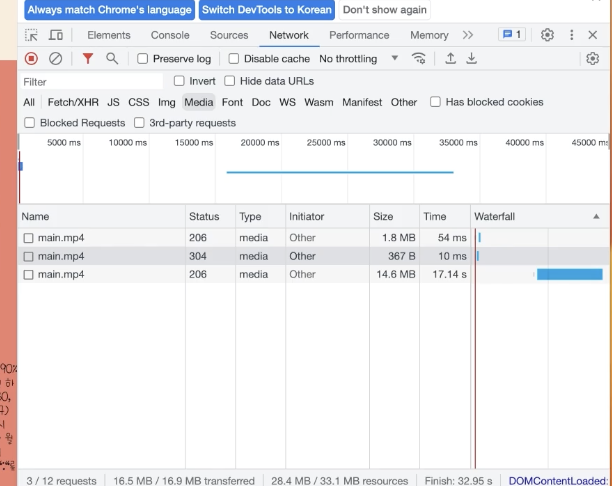 Always match Chrome's language Switch DevTools to Korean Don't show again
Elements Console Sources Network Performance Memory 1
Preserve log Disable cache No throttling
Filter Invert Hide data URLs
All Fetch/XHR JS CSS Img Media Font Doc WS Wasm Manifest Other Has blocked cookies
Blocked Requests 3rd-party requests
5000 ms 10000 ms 15000 ms 20000 ms 25000 ms 30000 ms 35000 ms 40000 ms 45000 ms
Name Status Type Initiator Size Time Waterfall
main.mp4 206 media Other 1.8 MB 54 ms
main.mp4 304 media Other 367 B 10 ms
main.mp4 206 media Other 14.6 MB 17.14 s
90%
3 / 12 requests 16.5 MB / 16.9 MB transferred 28.4 MB / 33.1 MB resources Finish: 32.95 s DOMContentLoaded: